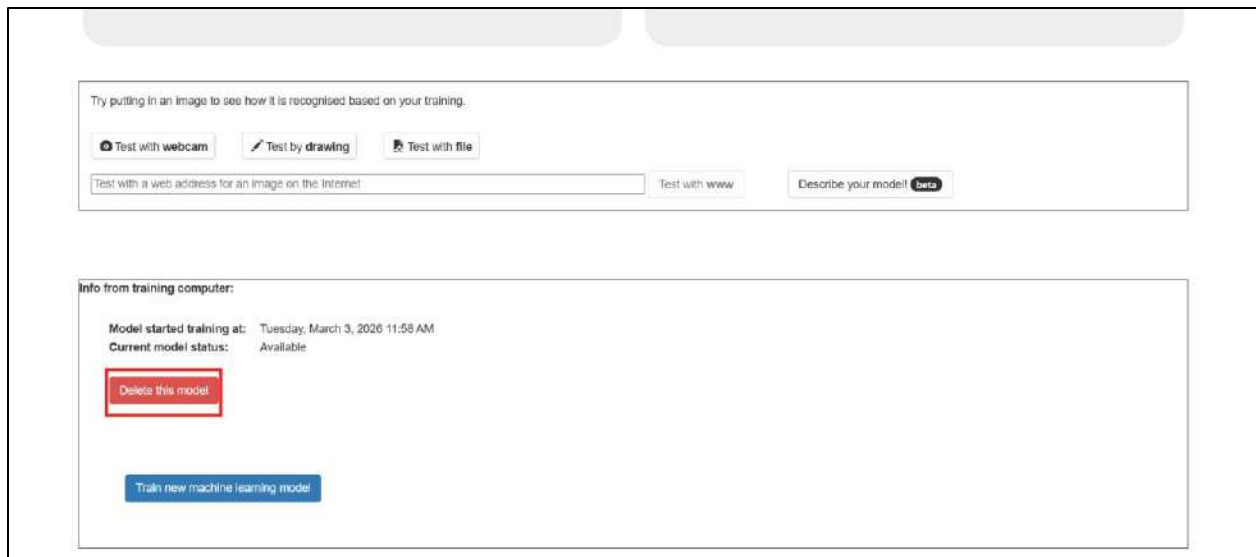 Try putting in an image to see how it is recognised based on your training.
Test with webcam Test by drawing Test with file
Test with a web address for an image on the Internet Test with www Describe your model! beta
Info from training computer:
Model started training at: Tuesday, March 3, 2026 11:58 AM
Current model status: Available
Delete this model
Train new machine learning model